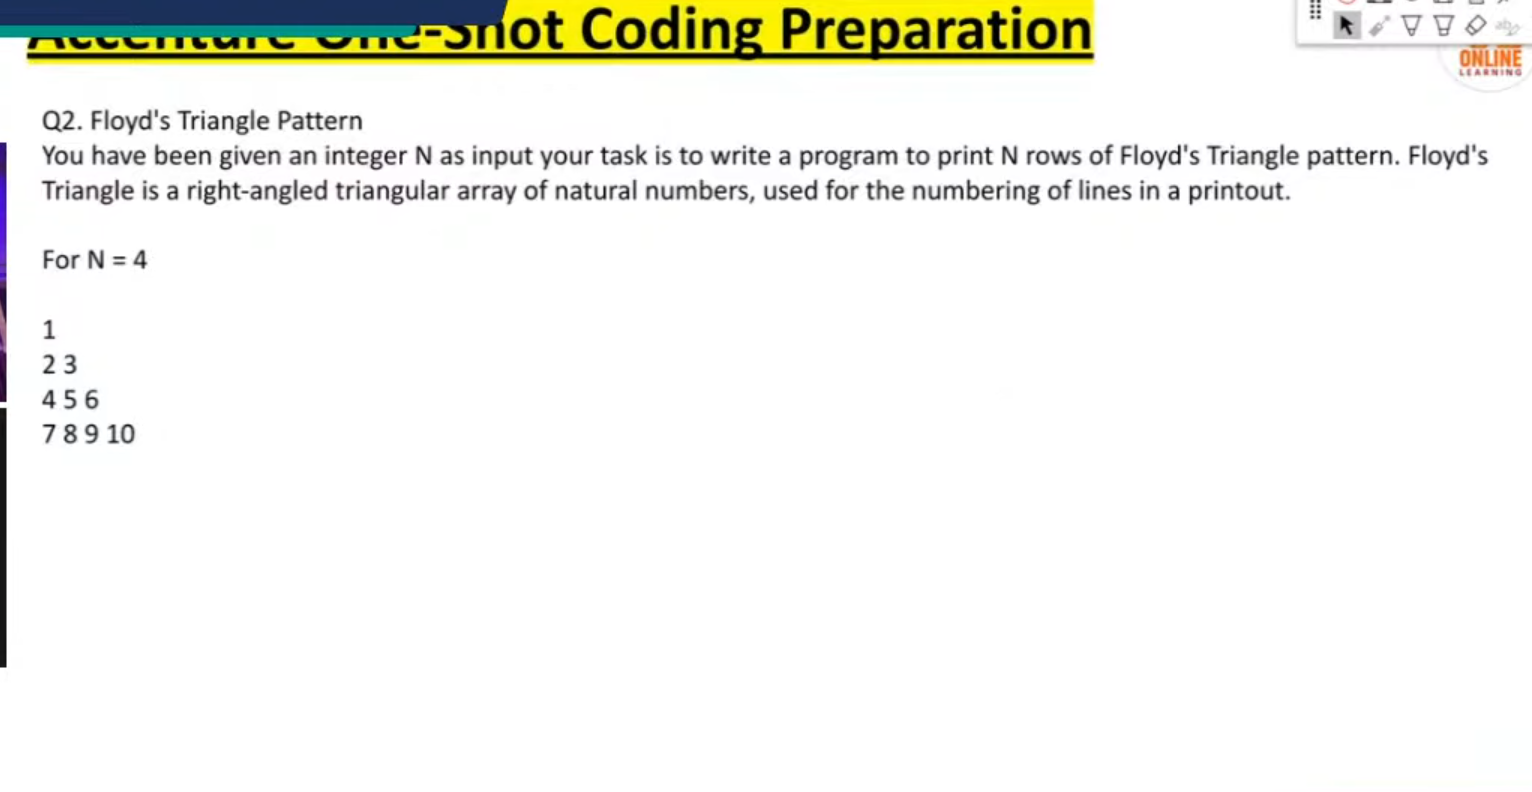 Accenture One-Shot Coding Preparation
ONLINE
LEARNING
Q2. Floyd's Triangle Pattern
You have been given an integer N as input your task is to write a program to print N rows of Floyd's Triangle pattern. Floyd's
Triangle is a right-angled triangular array of natural numbers, used for the numbering of lines in a printout.
For N = 4
1
2 3
4 5 6
7 8 9 10